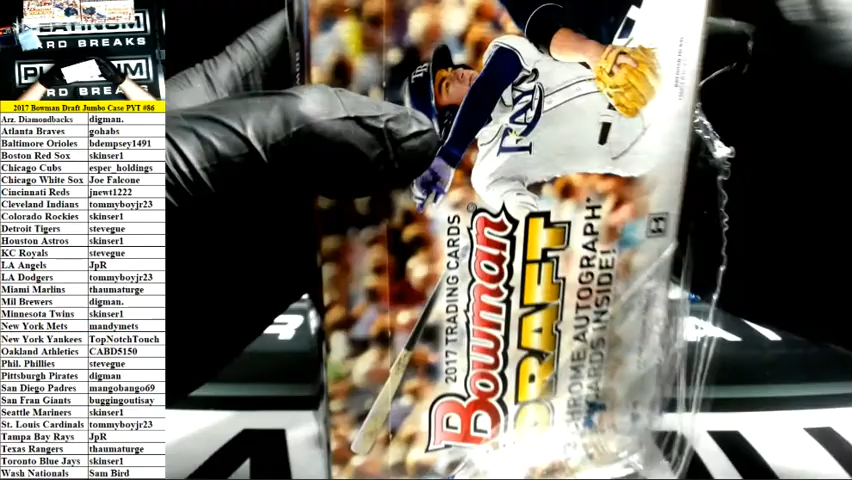 PLATINUM
ARD BREAKS
ARD BREAKS
2017 Bowman Draft Jumbo Case PYT #86
Arz. Diamondbacks digman.
Atlanta Braves gohabs
Baltimore Orioles bdempsey1491
Boston Red Sox skinser1
Chicago Cubs esper_holdings
Chicago White Sox Joe Falcone
Cincinnati Reds jnewt1222
Cleveland Indians tommyboyjr23
Colorado Rockies skinser1
Detroit Tigers stevegue
Houston Astros skinser1
KC Royals stevegue
LA Angels JpR
LA Dodgers tommyboyjr23
Miami Marlins thaumaturge
Mil Brewers digman.
Minnesota Twins skinser1
New York Mets mandymets
New York Yankees TopNotchTouch
Oakland Athletics CABD5150
Phil. Phillies stevegue
Pittsburgh Pirates digman
San Diego Padres mangobango69
San Fran Giants buggingoutisay
Seattle Mariners skinser1
St. Louis Cardinals tommyboyjr23
Tampa Bay Rays JpR
Texas Rangers thaumaturge
Toronto Blue Jays skinser1
Wash Nationals Sam Bird
TB
RAYS
2017 TRADING CARDS
Bowman
DRAFT
CHROME AUTOGRAPH*
CARDS INSIDE!
H